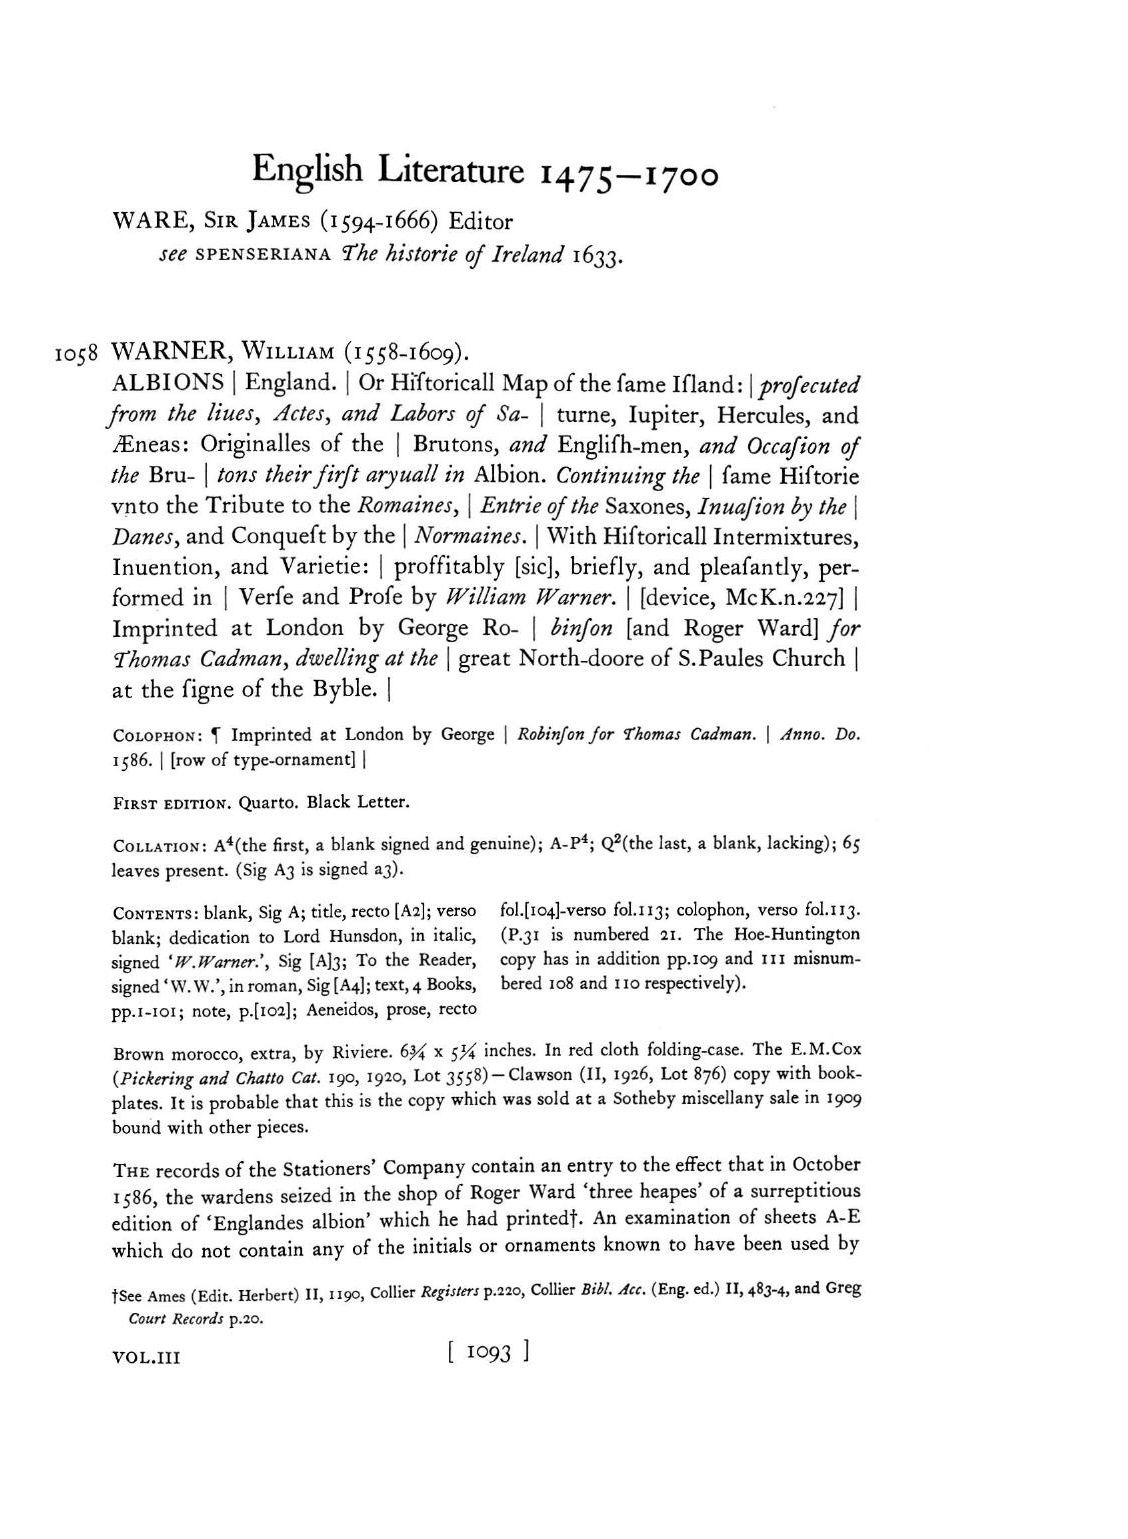 English Literature 1475—1700
WARE, Sir James (1594-1666) Editor
see SPENSERIANA The historie of Ireland 1633.
1058 WARNER, William (1558-1609).
ALBIONS | England. | Or Hiſtoricall Map of the ſame Iſland: | proſecuted
from the liues, Actes, and Labors of Sa- | turne, Iupiter, Hercules, and
Æneas: Originalles of the | Brutons, and Engliſh-men, and Occaſion of
the Bru- | tons their firſt aryuall in Albion. Continuing the | ſame Hiſtorie
vnto the Tribute to the Romaines, | Entrie of the Saxones, Inuaſion by the |
Danes, and Conqueſt by the | Normaines. | With Hiſtoricall Intermixtures,
Inuention, and Varietie: | proffitably [sic], briefly, and pleaſantly, per-
formed in | Verſe and Proſe by William Warner. | [device, McK.n.227] |
Imprinted at London by George Ro- | binſon [and Roger Ward] for
Thomas Cadman, dwelling at the | great North-doore of S.Paules Church |
at the ſigne of the Byble. |
Colophon: ¶ Imprinted at London by George | Robinſon for Thomas Cadman. | Anno. Do.
1586. | [row of type-ornament] |
First edition. Quarto. Black Letter.
Collation: A⁴(the first, a blank signed and genuine); A-P⁴; Q²(the last, a blank, lacking); 65
leaves present. (Sig A3 is signed a3).
Contents: blank, Sig A; title, recto [A2]; verso
blank; dedication to Lord Hunsdon, in italic,
signed ‘W.Warner.’, Sig [A]3; To the Reader,
signed ‘W.W.’, in roman, Sig [A4]; text, 4 Books,
pp.1-101; note, p.[102]; Aeneidos, prose, recto
fol.[104]-verso fol.113; colophon, verso fol.113.
(P.31 is numbered 21. The Hoe-Huntington
copy has in addition pp.109 and 111 misnum-
bered 108 and 110 respectively).
Brown morocco, extra, by Riviere. 6¾ x 5¼ inches. In red cloth folding-case. The E.M.Cox
(Pickering and Chatto Cat. 190, 1920, Lot 3558)—Clawson (II, 1926, Lot 876) copy with book-
plates. It is probable that this is the copy which was sold at a Sotheby miscellany sale in 1909
bound with other pieces.
The records of the Stationers’ Company contain an entry to the effect that in October
1586, the wardens seized in the shop of Roger Ward ‘three heapes’ of a surreptitious
edition of ‘Englandes albion’ which he had printed†. An examination of sheets A-E
which do not contain any of the initials or ornaments known to have been used by
†See Ames (Edit. Herbert) II, 1190, Collier Registers p.220, Collier Bibl. Acc. (Eng. ed.) II, 483-4, and Greg
Court Records p.20.
VOL.III [ 1093 ]